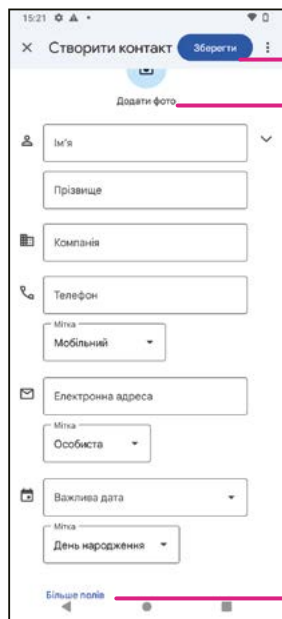 15:21
Створити контакт
Зберегти
Додати фото
Ім'я
Прізвище
Компанія
Телефон
Мітка
Мобільний
Електронна адреса
Мітка
Особиста
Важлива дата
Мітка
День народження
Більше полів